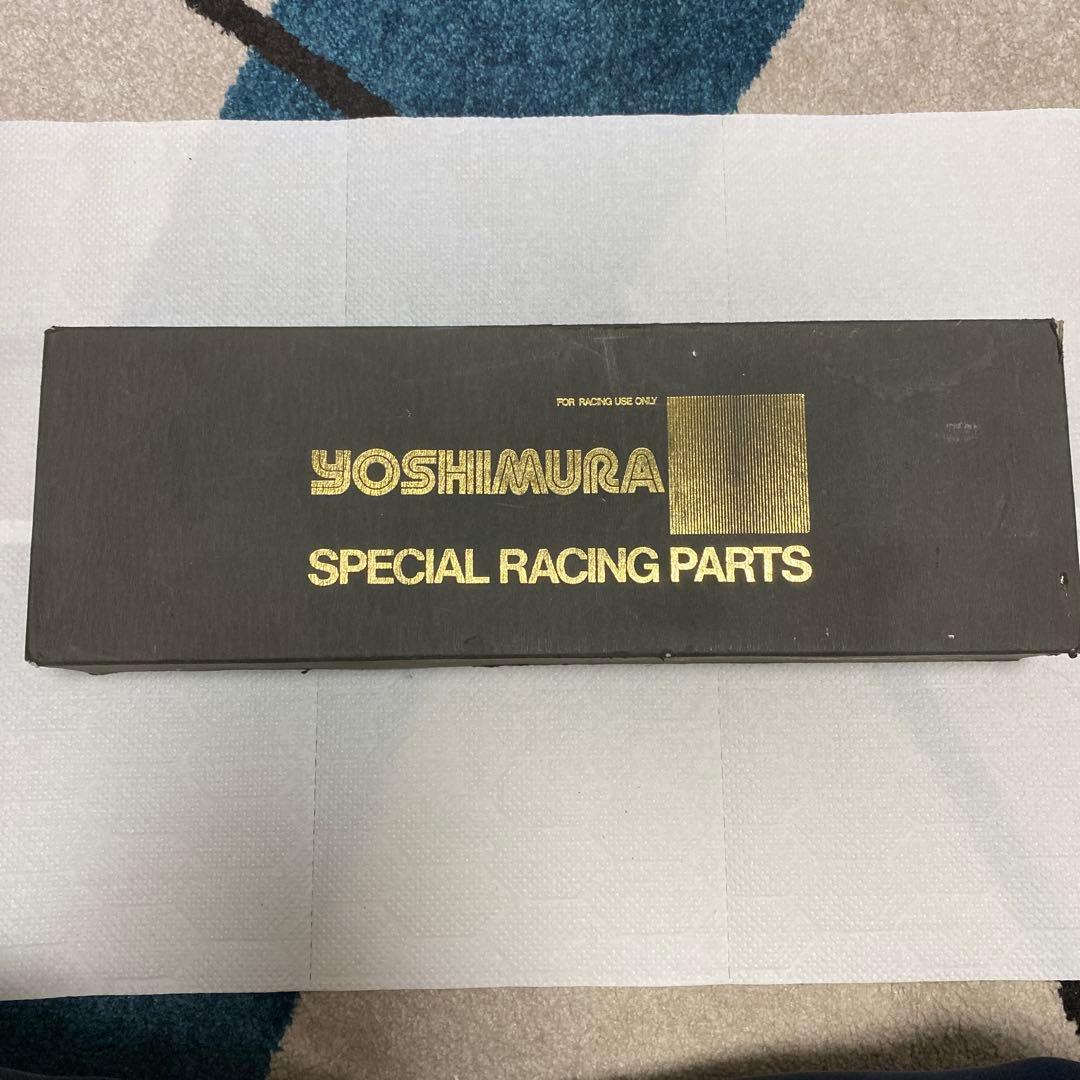 FOR RACING USE ONLY
YOSHIMURA
SPECIAL RACING PARTS